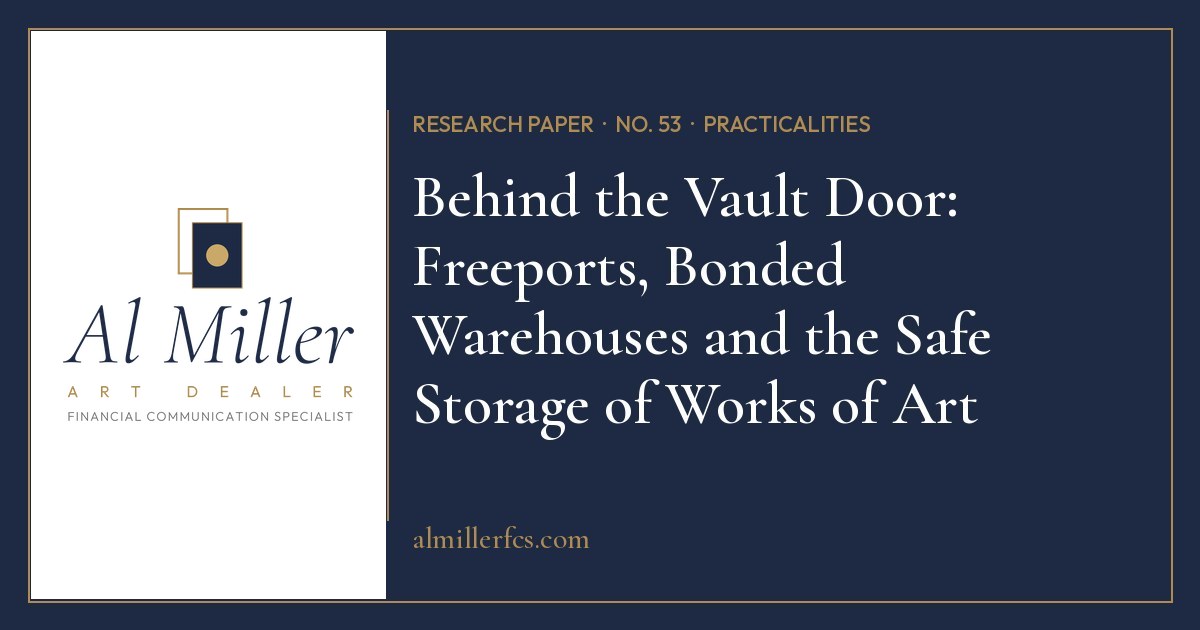 Al Miller
ART DEALER
FINANCIAL COMMUNICATION SPECIALIST
RESEARCH PAPER · NO. 53 · PRACTICALITIES
Behind the Vault Door:
Freeports, Bonded
Warehouses and the Safe
Storage of Works of Art
almillerfcs.com